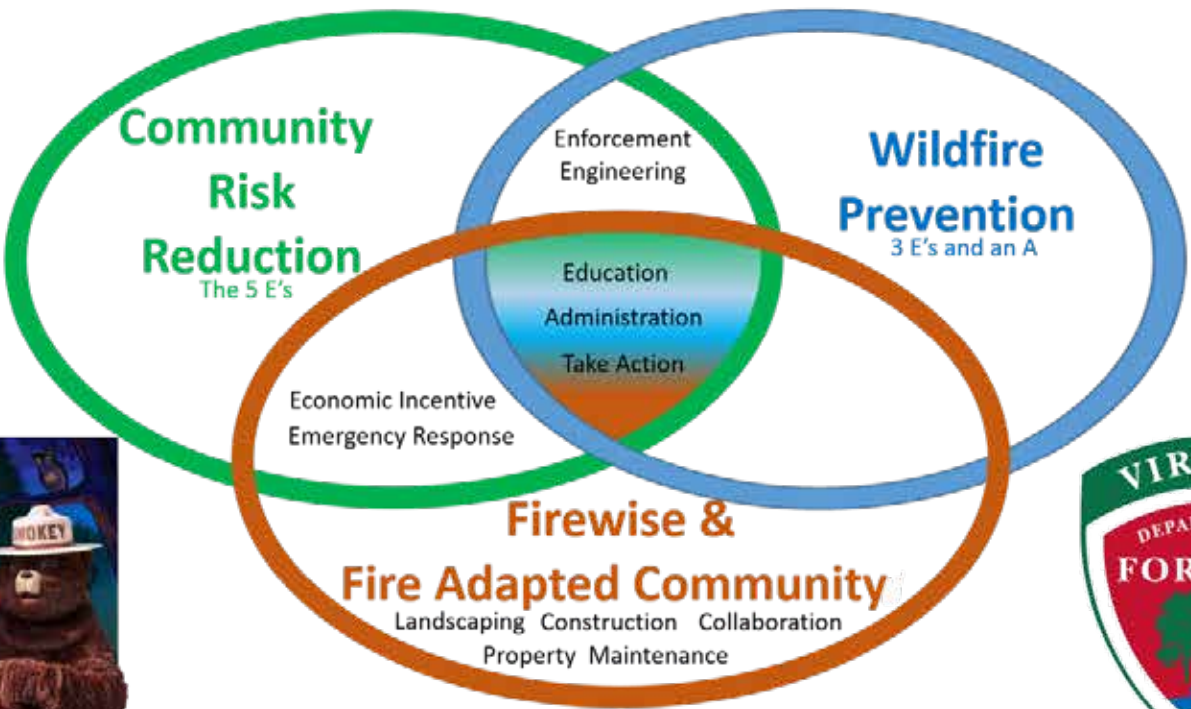 Community
Risk
Reduction
The 5 E's
Enforcement
Engineering
Wildfire
Prevention
3 E's and an A
Education
Administration
Take Action
Economic Incentive
Emergency Response
Firewise &
Fire Adapted Community
Landscaping Construction Collaboration
Property Maintenance